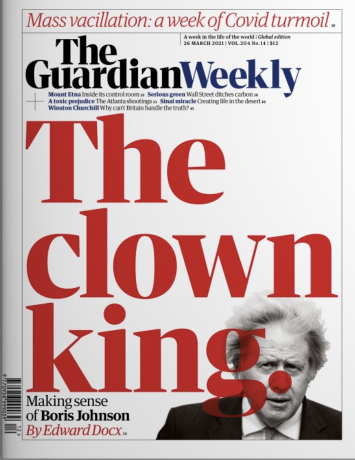 Mass vacillation: a week of Covid turmoil
A week in the life of the world | Global edition
26 MARCH 2021 | VOL.204 No.14 | $12
The
Guardian Weekly
Mount Etna Inside its control room Serious green Wall Street ditches carbon
A toxic prejudice The Atlanta shootings Sinai miracle Creating life in the desert
Winston Churchill Why can't Britain handle the truth?
The
clown
king.
Making sense
of Boris Johnson
By Edward Docx